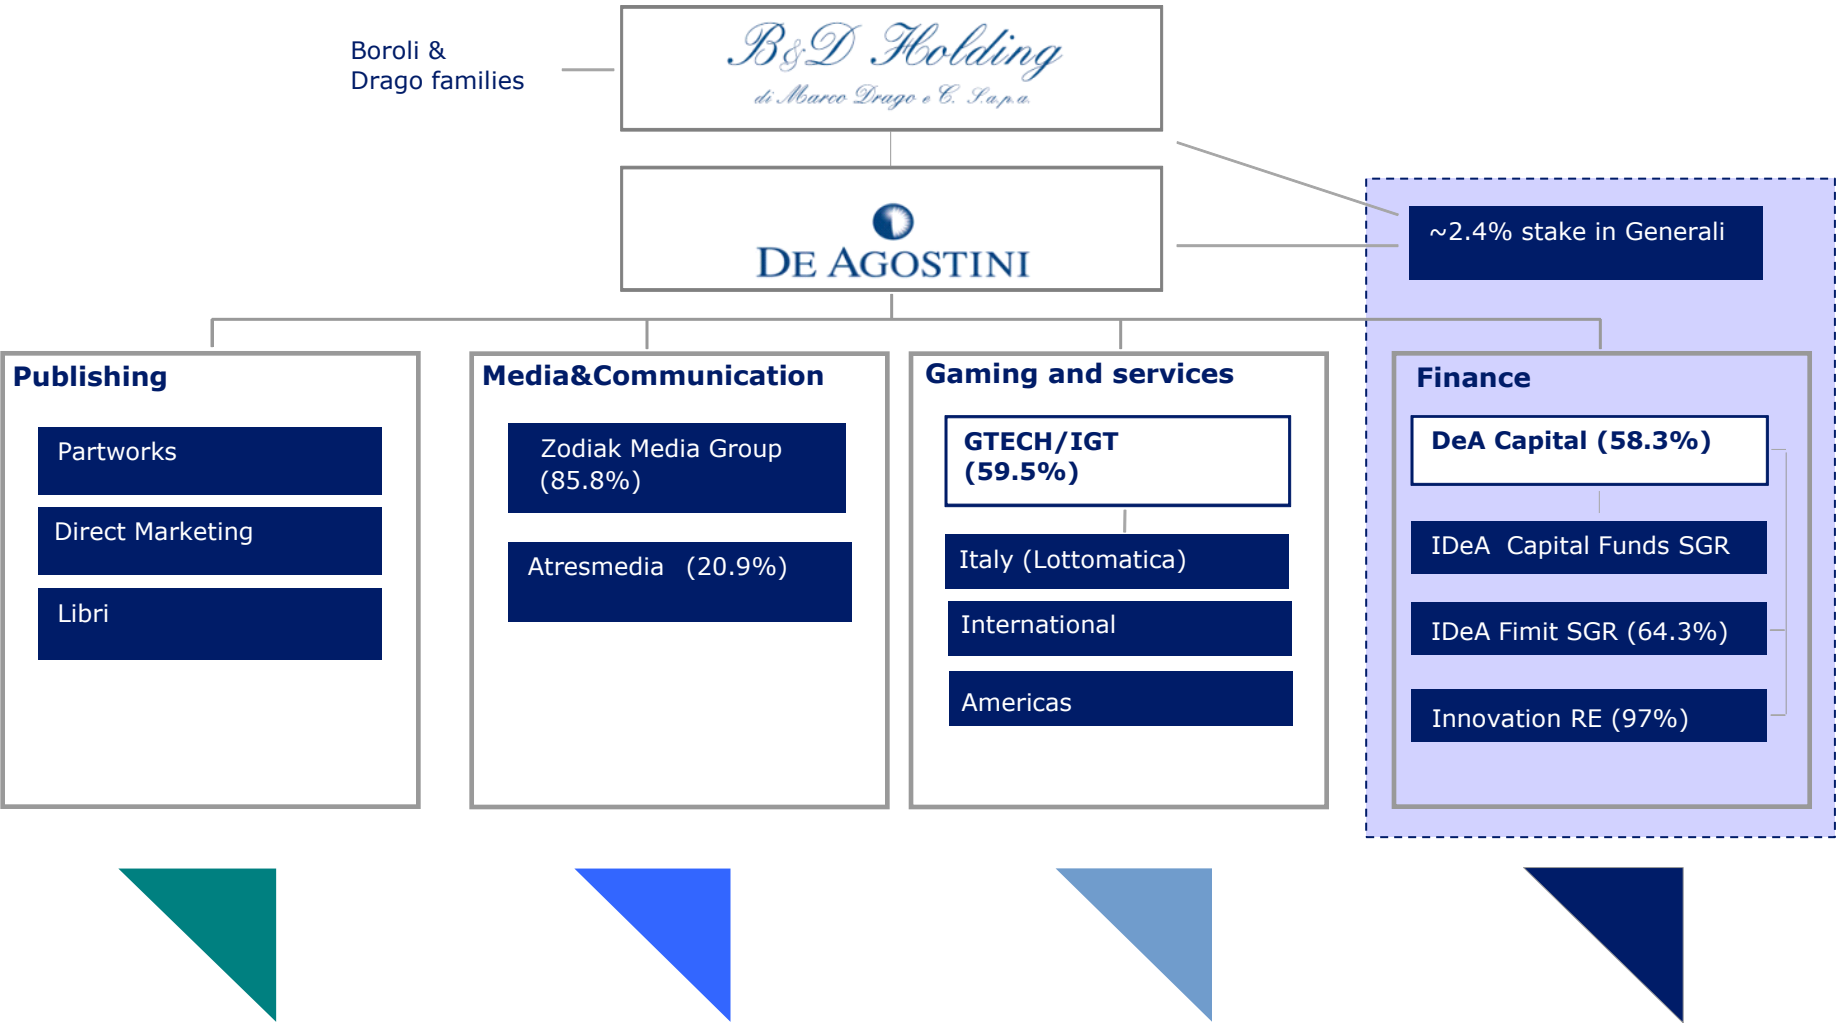 Boroli &
Drago families
B&D Holding
di Marco Drago e C. S.a.p.a.
DE AGOSTINI
~2.4% stake in Generali
Publishing
Partworks
Direct Marketing
Libri
Media&Communication
Zodiak Media Group
(85.8%)
Atresmedia (20.9%)
Gaming and services
GTECH/IGT
(59.5%)
Italy (Lottomatica)
International
Americas
Finance
DeA Capital (58.3%)
IDeA Capital Funds SGR
IDeA Fimit SGR (64.3%)
Innovation RE (97%)